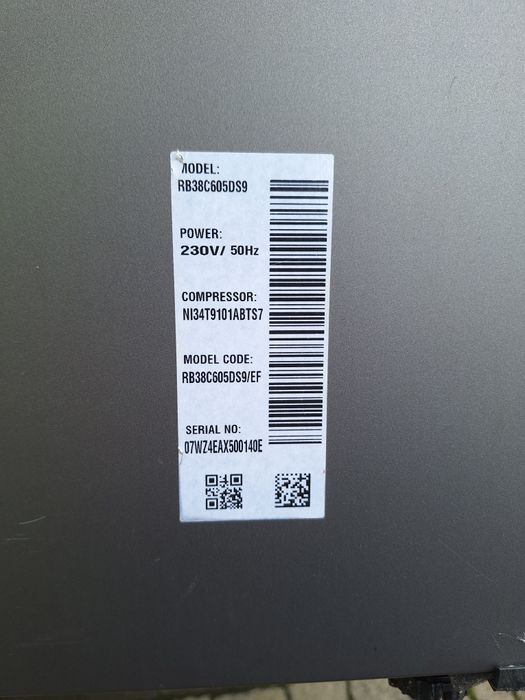 MODEL:
RB38C605DS9
POWER:
230V/ 50Hz
COMPRESSOR:
NI34T9101ABTS7
MODEL CODE:
RB38C605DS9/EF
SERIAL NO:
07WZ4EAX500140E